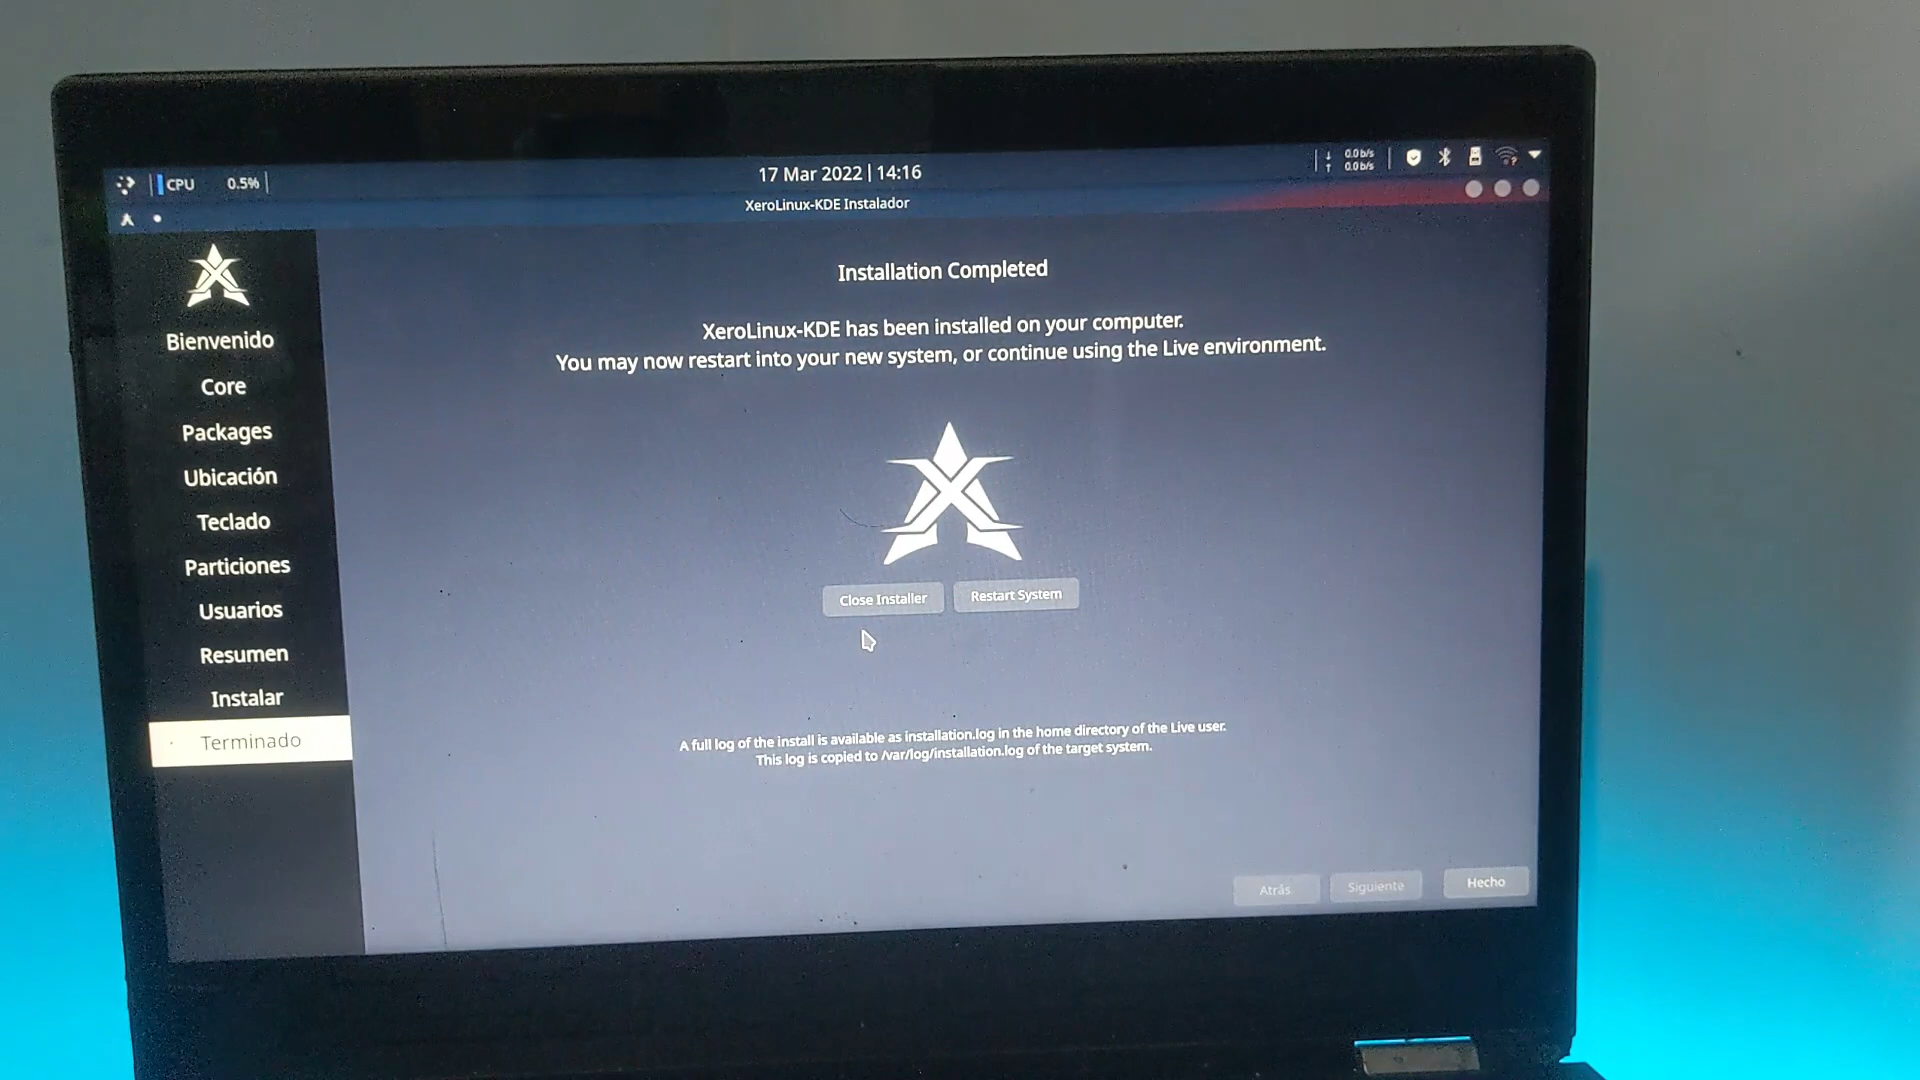 CPU 0.5%
17 Mar 2022 | 14:16
0.0 b/s
0.0 b/s
XeroLinux-KDE Instalador
Bienvenido
Core
Packages
Ubicación
Teclado
Particiones
Usuarios
Resumen
Instalar
Terminado
Installation Completed
XeroLinux-KDE has been installed on your computer.
You may now restart into your new system, or continue using the Live environment.
Close Installer
Restart System
A full log of the install is available as installation.log in the home directory of the Live user.
This log is copied to /var/log/installation.log of the target system.
Atrás
Siguiente
Hecho